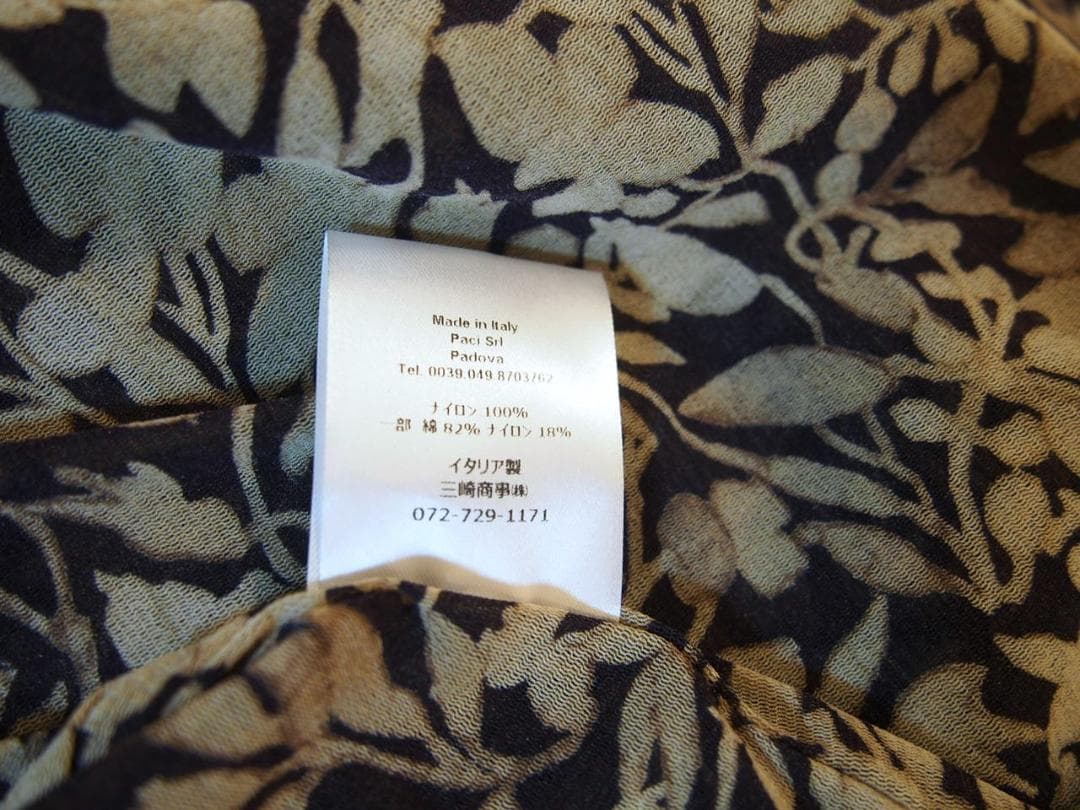 Made in Italy
Paci Srl
Padova
Tel. 0039.049.8703762
ナイロン 100%
一部 綿 82% ナイロン 18%
イタリア製
三崎商事㈱
072-729-1171